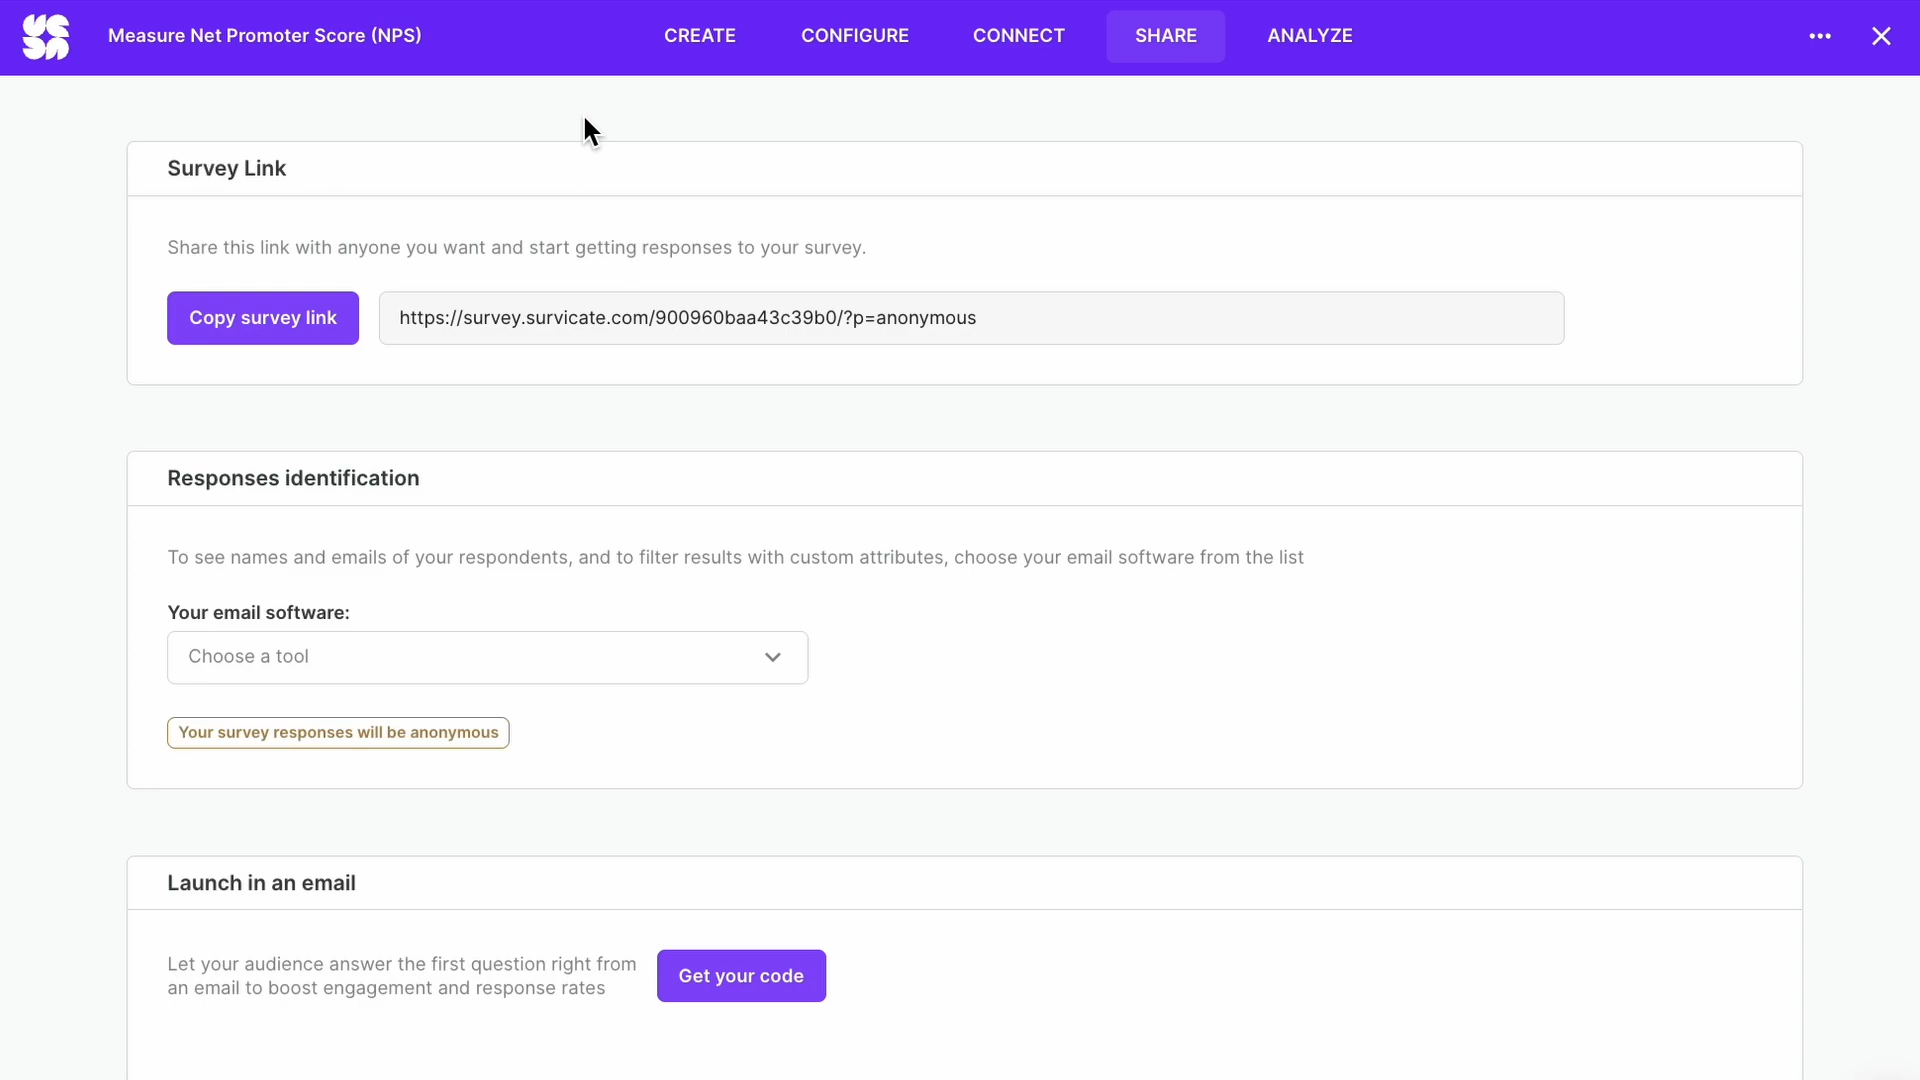 Measure Net Promoter Score (NPS)
CREATE
CONFIGURE
CONNECT
SHARE
ANALYZE
Survey Link
Share this link with anyone you want and start getting responses to your survey.
Copy survey link
https://survey.survicate.com/900960baa43c39b0/?p=anonymous
Responses identification
To see names and emails of your respondents, and to filter results with custom attributes, choose your email software from the list
Your email software:
Choose a tool
Your survey responses will be anonymous
Launch in an email
Let your audience answer the first question right from
an email to boost engagement and response rates
Get your code